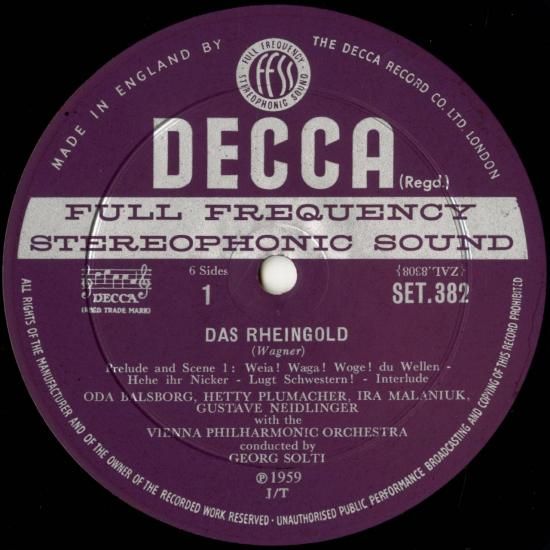 MADE IN ENGLAND BY
THE DECCA RECORD CO. LTD. LONDON
FULL FREQUENCY
ffss
STEREOPHONIC SOUND
DECCA (Regd.)
FULL FREQUENCY
STEREOPHONIC SOUND
DECCA
(REGD. TRADE MARK)
6 Sides
1
{ZAL.8308}
SET.382
DAS RHEINGOLD
(Wagner)
Prelude and Scene 1: Weia! Waga! Woge! du Wellen -
Hehe ihr Nicker - Lugt Schwestern! - Interlude
ODA BALSBORG, HETTY PLUMACHER, IRA MALANIUK,
GUSTAVE NEIDLINGER
with the
VIENNA PHILHARMONIC ORCHESTRA
conducted by
GEORG SOLTI
℗ 1959
J/T
ALL RIGHTS OF THE MANUFACTURER AND OF THE OWNER OF THE RECORDED WORK RESERVED · UNAUTHORISED PUBLIC PERFORMANCE BROADCASTING AND COPYING OF THIS RECORD PROHIBITED